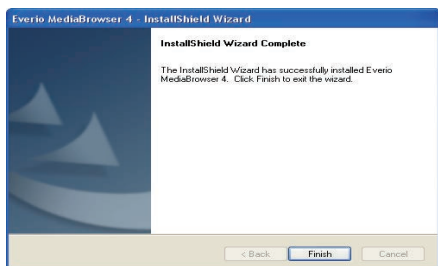 Everio MediaBrowser 4 - InstallShield Wizard
InstallShield Wizard Complete
The InstallShield Wizard has successfully installed Everio
MediaBrowser 4. Click Finish to exit the wizard.
< Back
Finish
Cancel